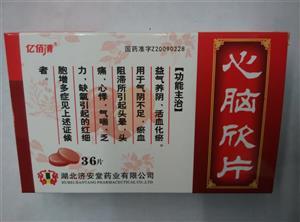 亿佰清
国药准字Z20090228
心脑欣片
【功能主治】
益气养阴、活血化瘀。
用于气阴不足，瘀血
阻滞所引起头晕，头
痛，心悸，气喘，乏
力，缺氧引起的红细
胞增多症见上述证候
者
36片
湖北济安堂药业有限公司
HUBEI JIANTANG PHARMACEUTICAL CO.,LTD